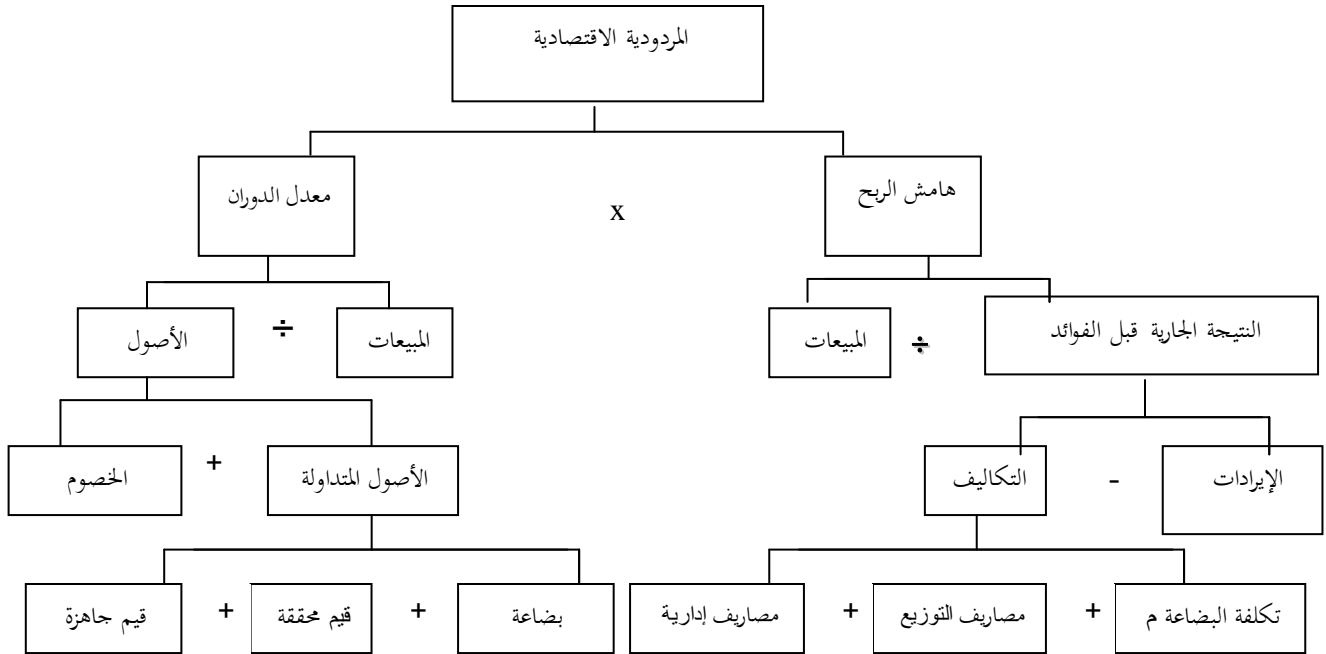 المردودية الاقتصادية
هامش الربح
x
معدل الدوران
النتيجة الجارية قبل الفوائد
÷
المبيعات
المبيعات
÷
الأصول
الإيرادات
-
التكاليف
الأصول المتداولة
+
الخصوم
تكلفة البضاعة م
+
مصاريف التوزيع
+
مصاريف إدارية
بضاعة
+
قيم محققة
+
قيم جاهزة